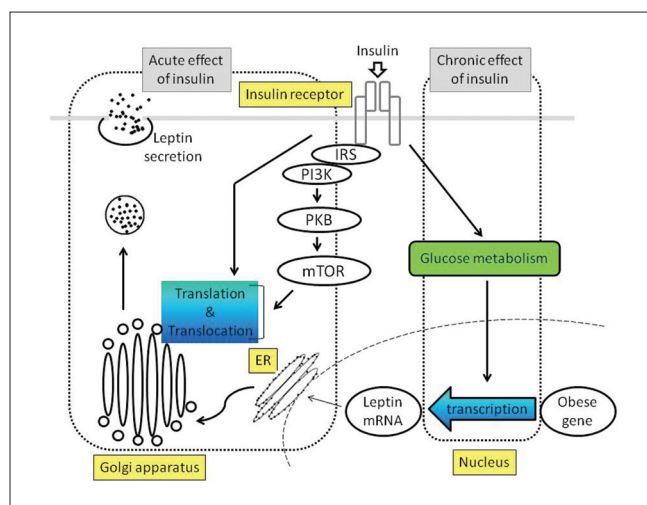 Acute effect
of insulin
Insulin
Chronic effect
of insulin
Insulin receptor
Leptin
secretion
IRS
PI3K
PKB
mTOR
Glucose metabolism
Translation
&
Translocation
ER
Leptin
mRNA
transcription
Obese
gene
Golgi apparatus
Nucleus